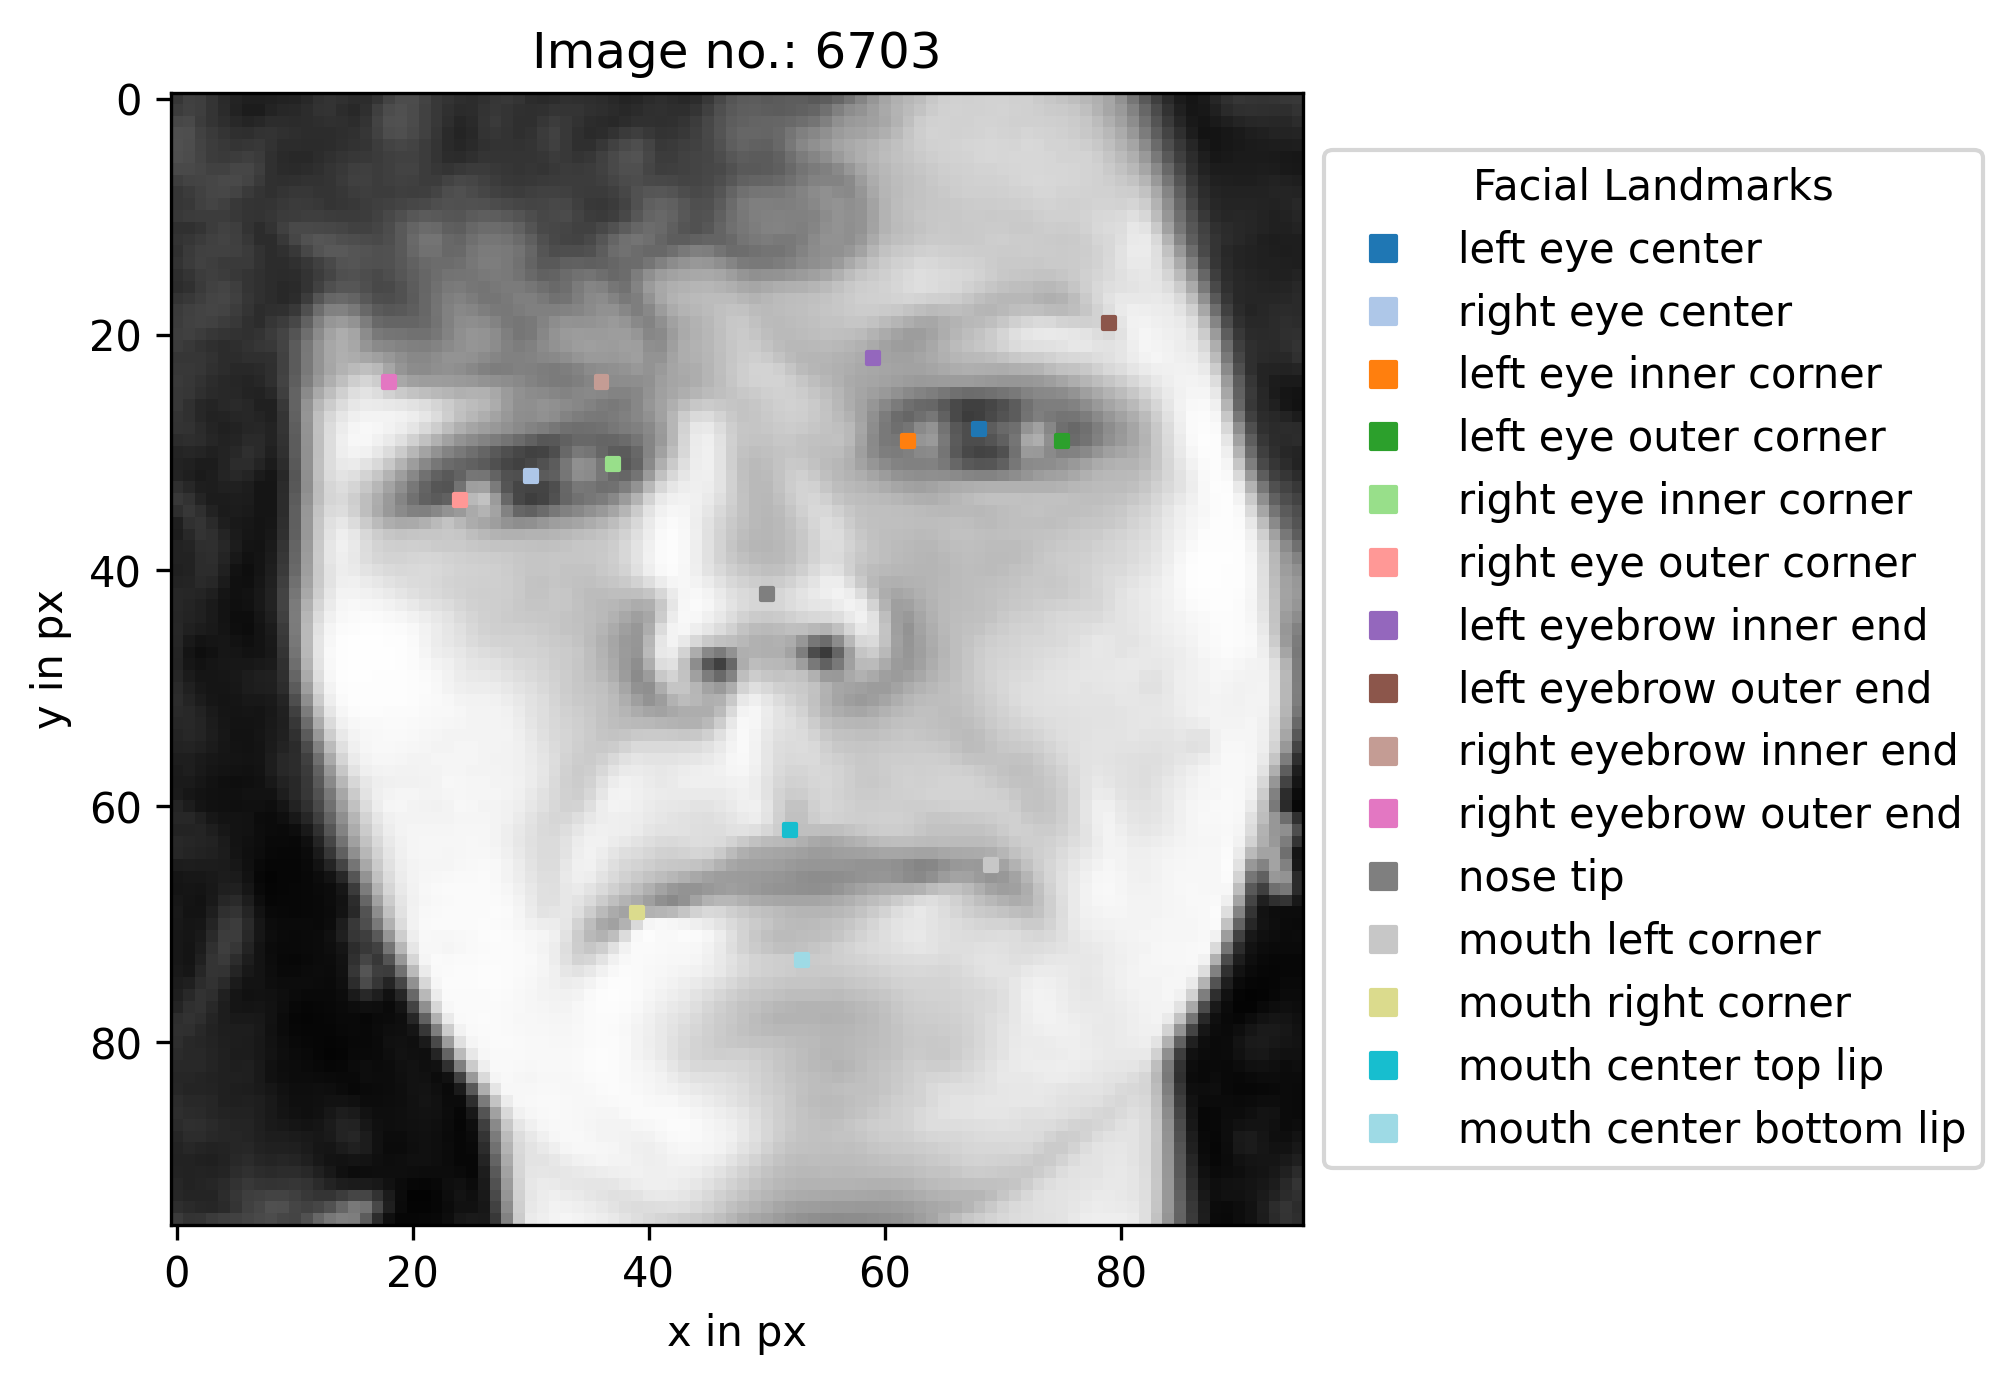 Image no.: 6703
0
20
40
60
80
y in px
0 20 40 60 80
x in px
Facial Landmarks
left eye center
right eye center
left eye inner corner
left eye outer corner
right eye inner corner
right eye outer corner
left eyebrow inner end
left eyebrow outer end
right eyebrow inner end
right eyebrow outer end
nose tip
mouth left corner
mouth right corner
mouth center top lip
mouth center bottom lip